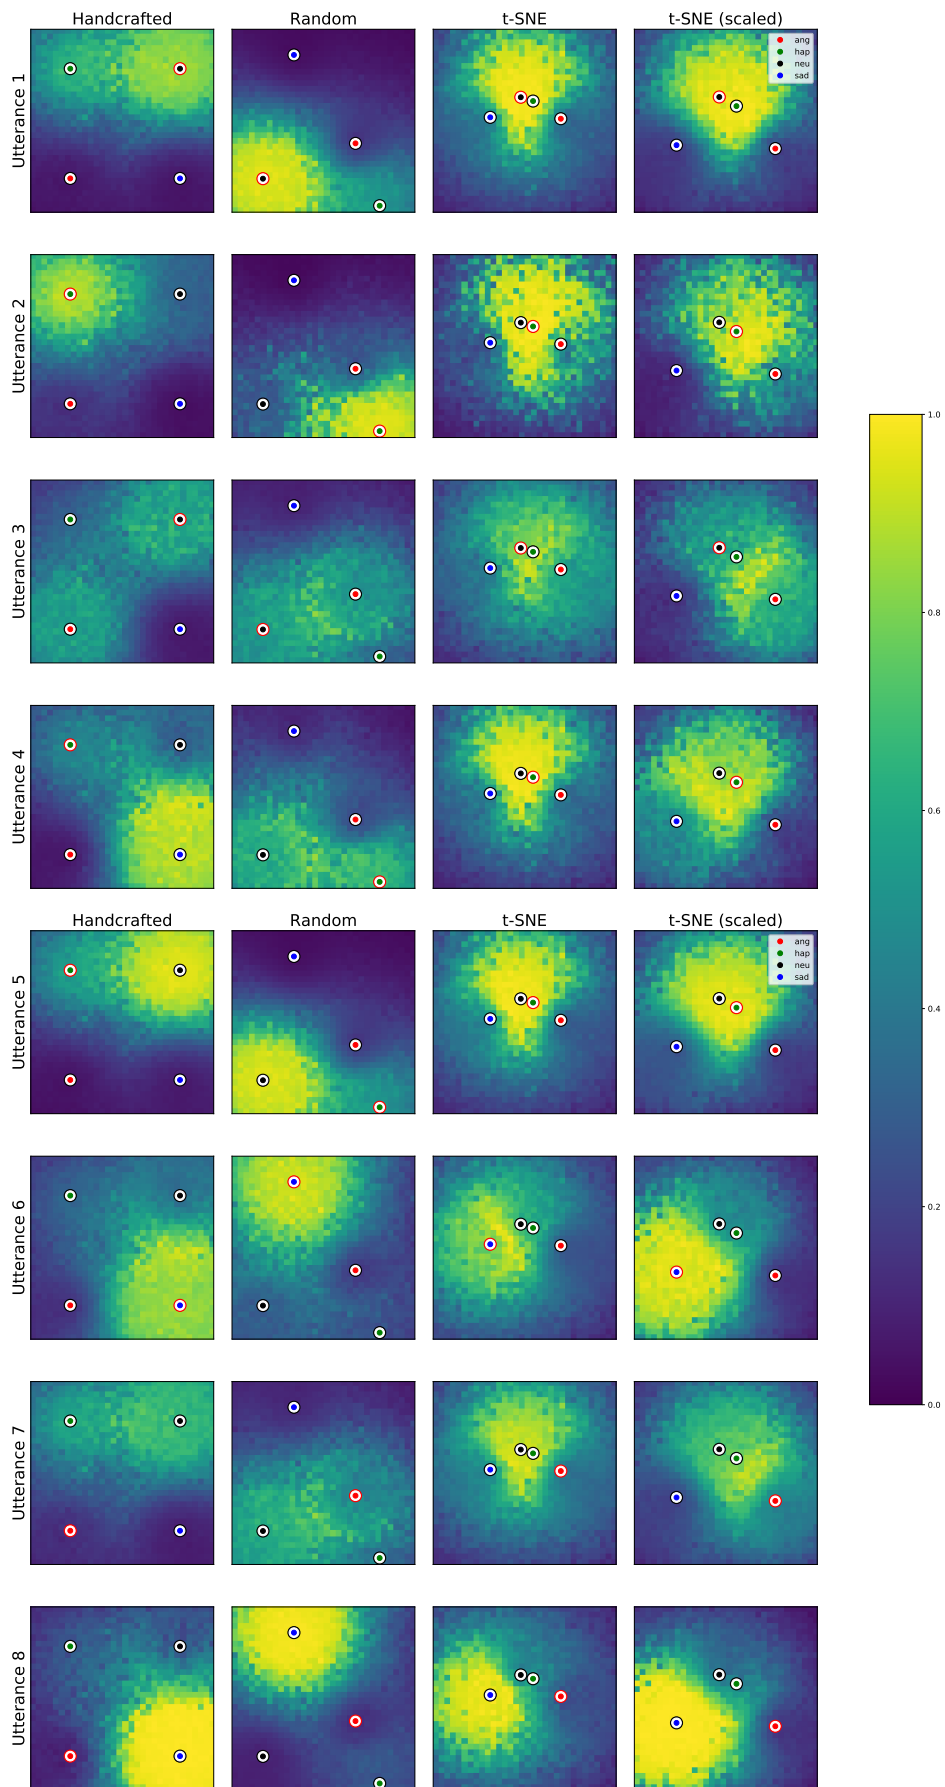 Handcrafted Random t-SNE t-SNE (scaled)
ang
hap
neu
sad
Utterance 1
Utterance 2
1.0
Utterance 3
0.8
Utterance 4
0.6
Handcrafted Random t-SNE t-SNE (scaled)
ang
hap
neu
sad
Utterance 5
0.4
Utterance 6
0.2
Utterance 7
0.0
Utterance 8